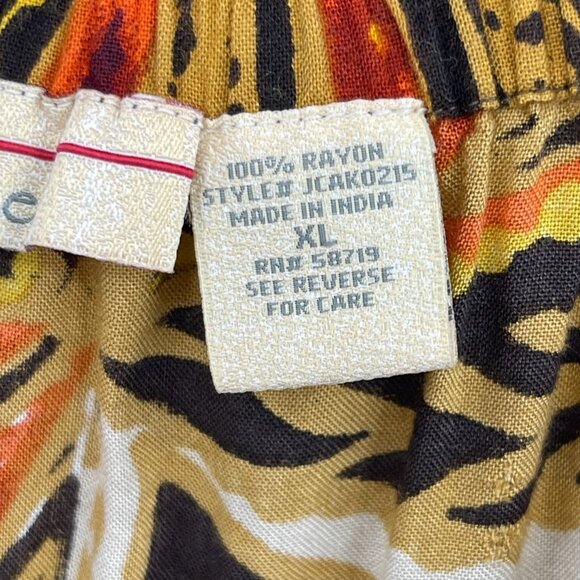 e
100% RAYON
STYLE# JCAK0215
MADE IN INDIA
XL
RN# 58719
SEE REVERSE
FOR CARE